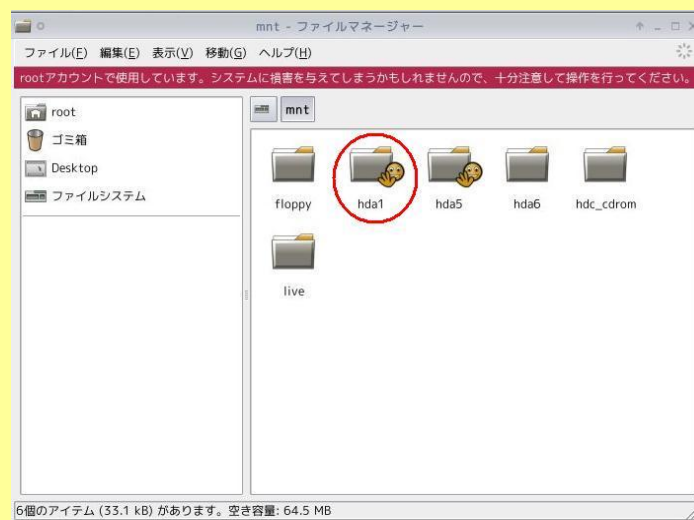 mnt - ファイルマネージャー
ファイル(F) 編集(E) 表示(V) 移動(G) ヘルプ(H)
rootアカウントで使用しています。システムに損害を与えてしまうかもしれませんので、十分注意して操作を行ってください。
root
ゴミ箱
Desktop
ファイルシステム
mnt
floppy hda1 hda5 hda6 hdc_cdrom
live
6個のアイテム (33.1 kB) があります。空き容量: 64.5 MB